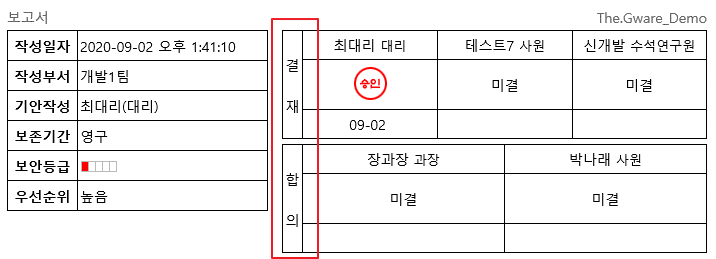 보고서
The.Gware_Demo
작성일자 2020-09-02 오후 1:41:10
작성부서 개발1팀
기안작성 최대리(대리)
보존기간 영구
보안등급
우선순위 높음
결재 최대리 대리 테스트7 사원 신개발 수석연구원
승인 미결 미결
09-02
합의 장과장 과장 박나래 사원
미결 미결